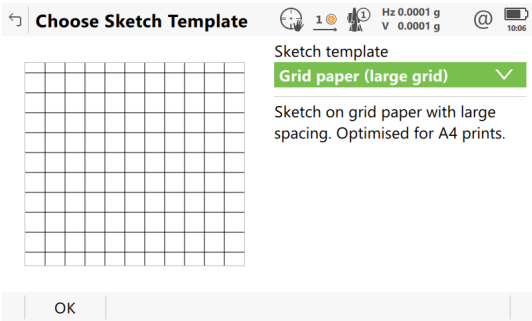 Choose Sketch Template
1
1
Hz 0.0001 g
V 0.0001 g
@
10:06
Sketch template
Grid paper (large grid)
Sketch on grid paper with large
spacing. Optimised for A4 prints.
OK